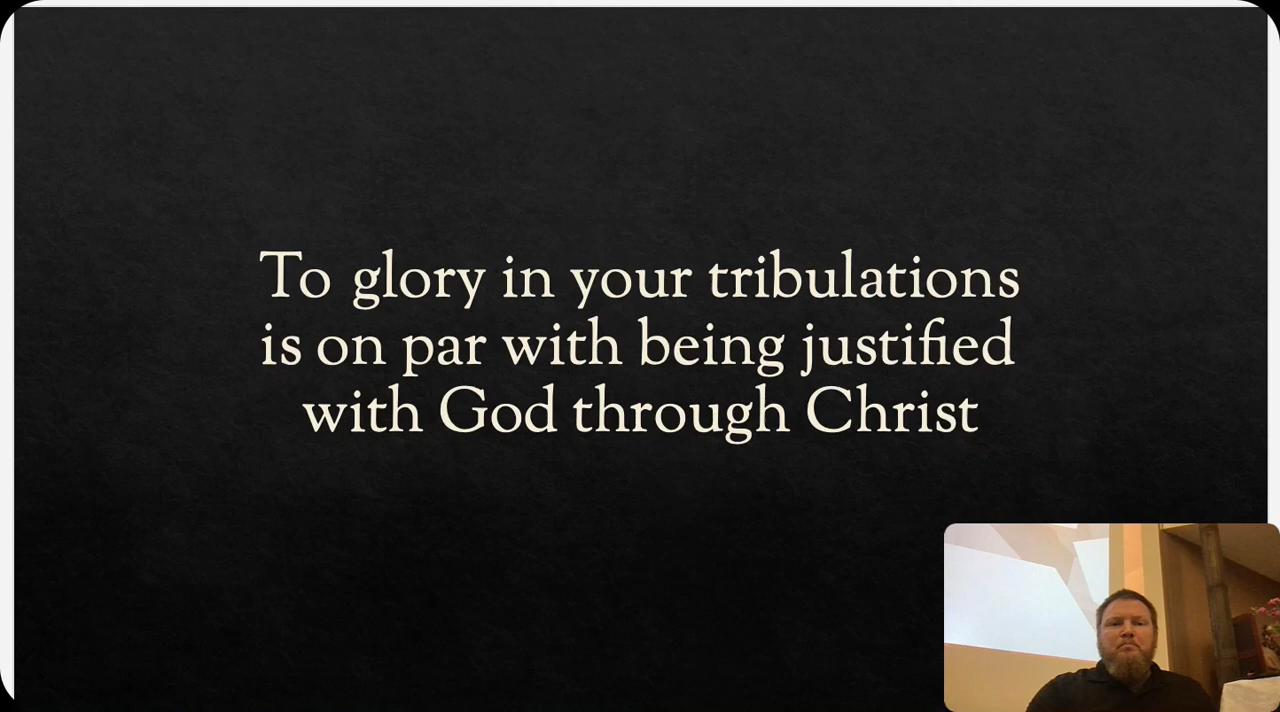 To glory in your tribulations
is on par with being justified
with God through Christ